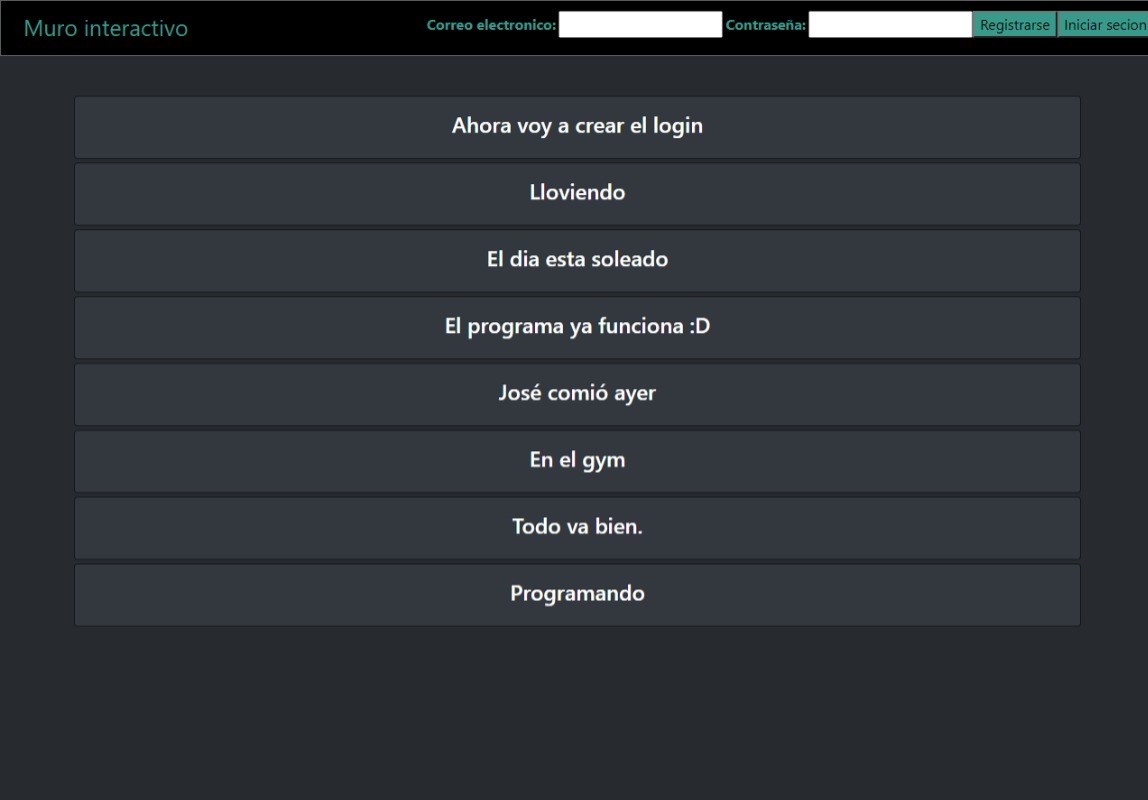 Muro interactivo
Correo electronico: Contraseña: Registrarse Iniciar secion
Ahora voy a crear el login
Lloviendo
El dia esta soleado
El programa ya funciona :D
José comió ayer
En el gym
Todo va bien.
Programando